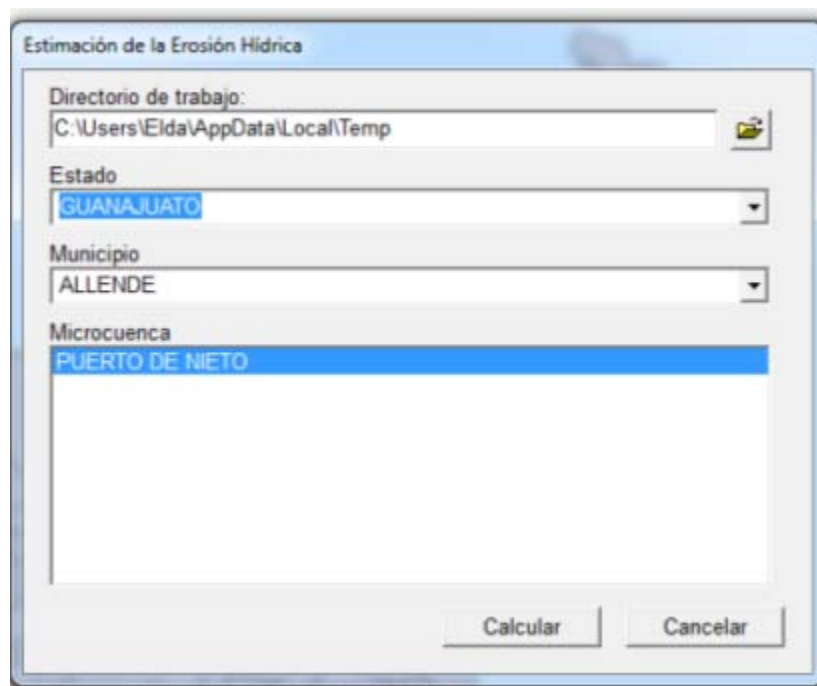 Estimación de la Erosión Hídrica
Directorio de trabajo:
C:\Users\Elda\AppData\Local\Temp
Estado
GUANAJUATO
Municipio
ALLENDE
Microcuenca
PUERTO DE NIETO
Calcular Cancelar